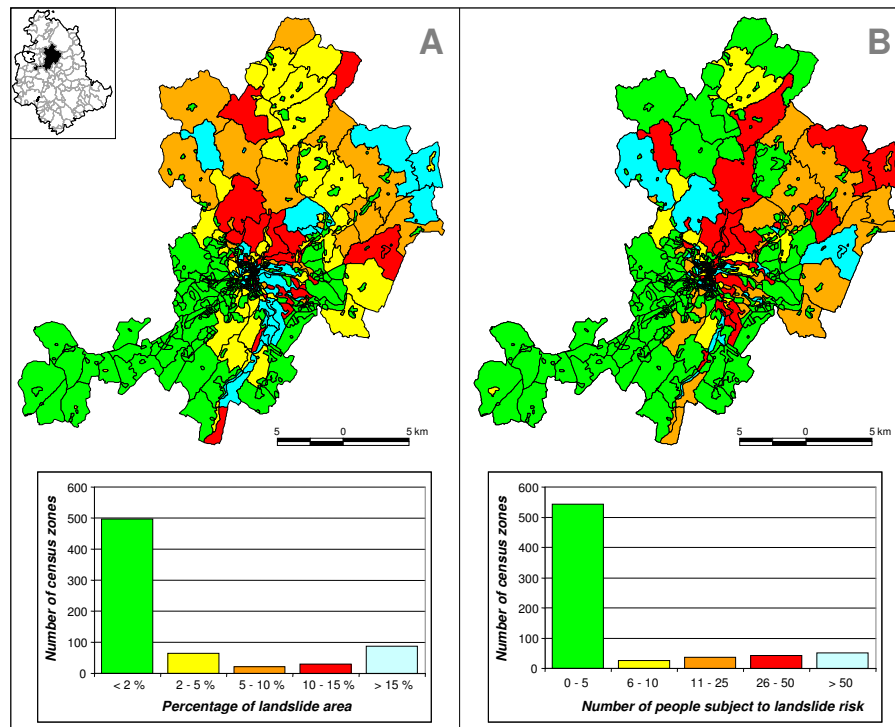 A
B
5 0 5 km
5 0 5 km
600
500
400
300
200
100
0
Number of census zones
< 2 % 2 - 5 % 5 - 10 % 10 - 15 % > 15 %
Percentage of landslide area
600
500
400
300
200
100
0
Number of census zones
0 - 5 6 - 10 11 - 25 26 - 50 > 50
Number of people subject to landslide risk